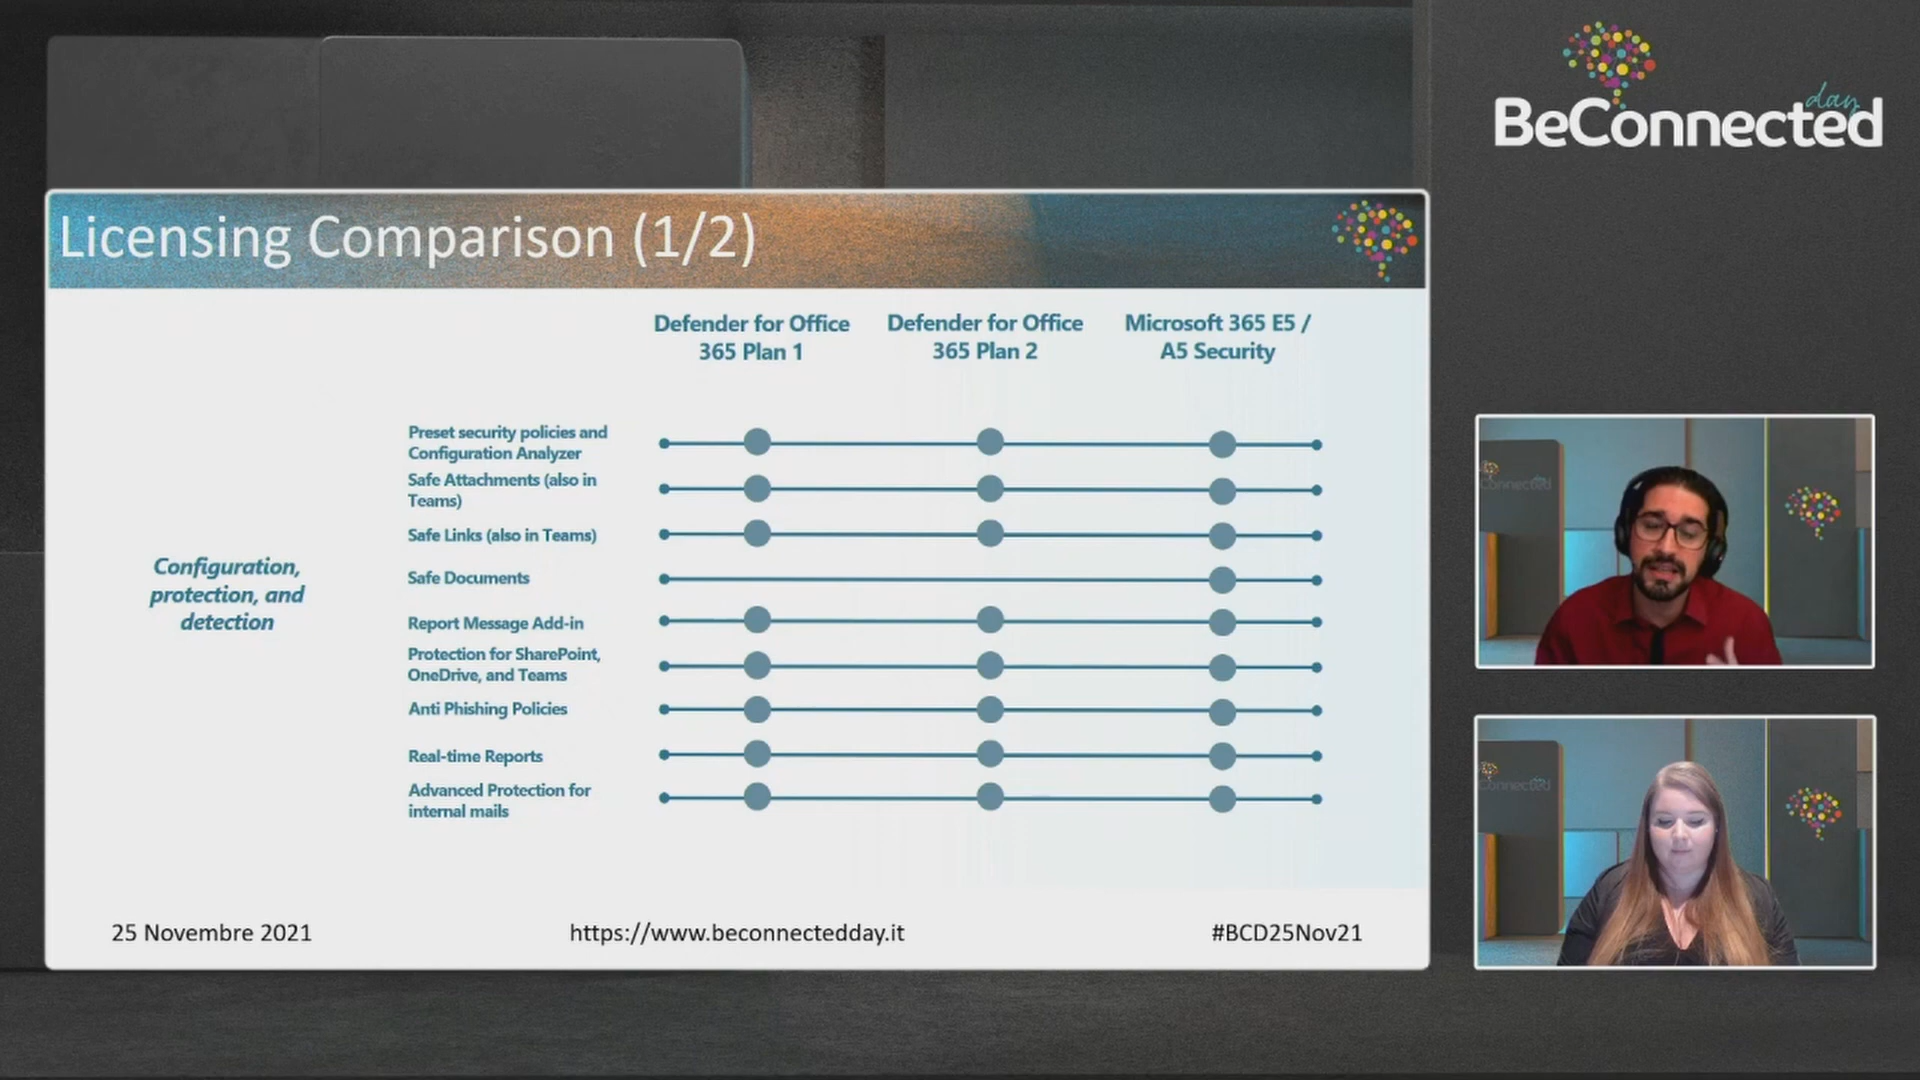 day
BeConnected
Licensing Comparison (1/2)
Defender for Office
365 Plan 1
Defender for Office
365 Plan 2
Microsoft 365 E5 /
A5 Security
Configuration,
protection, and
detection
Preset security policies and
Configuration Analyzer
Safe Attachments (also in
Teams)
Safe Links (also in Teams)
Safe Documents
Report Message Add-in
Protection for SharePoint,
OneDrive, and Teams
Anti Phishing Policies
Real-time Reports
Advanced Protection for
internal mails
25 Novembre 2021
https://www.beconnectedday.it
#BCD25Nov21
Connected
Connected